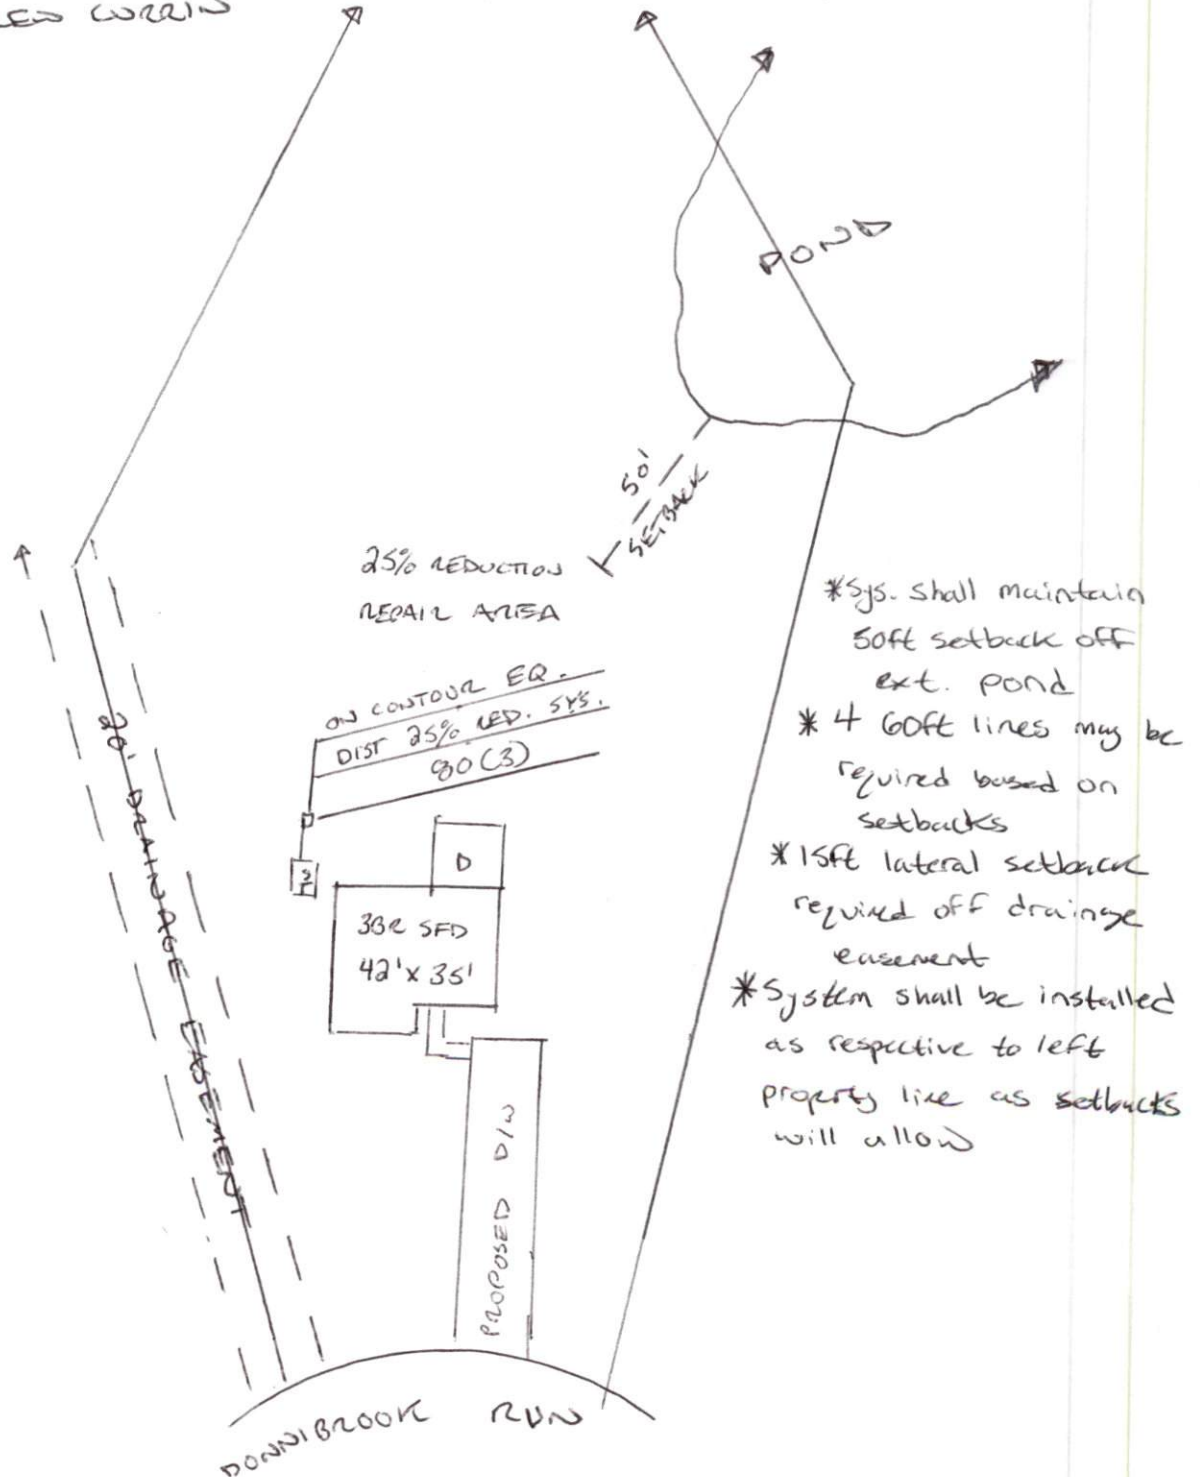 CURRIN
POND
50'
SETBACK
25% REDUCTION
REPAIR AREA
ON CONTOUR EQ.
DIST 25% RED. SYS.
80 (3)
ST
D
3BR SFD
42' x 35'
20' DRAINAGE EASEMENT
PROPOSED D/W
DONNIBROOK RUN
*Sys. shall maintain
50ft setback off
ext. pond
* 4 60ft lines may be
required based on
setbacks
* 15ft lateral setback
required off drainage
easement
*System shall be installed
as respective to left
property line as setbacks
will allow